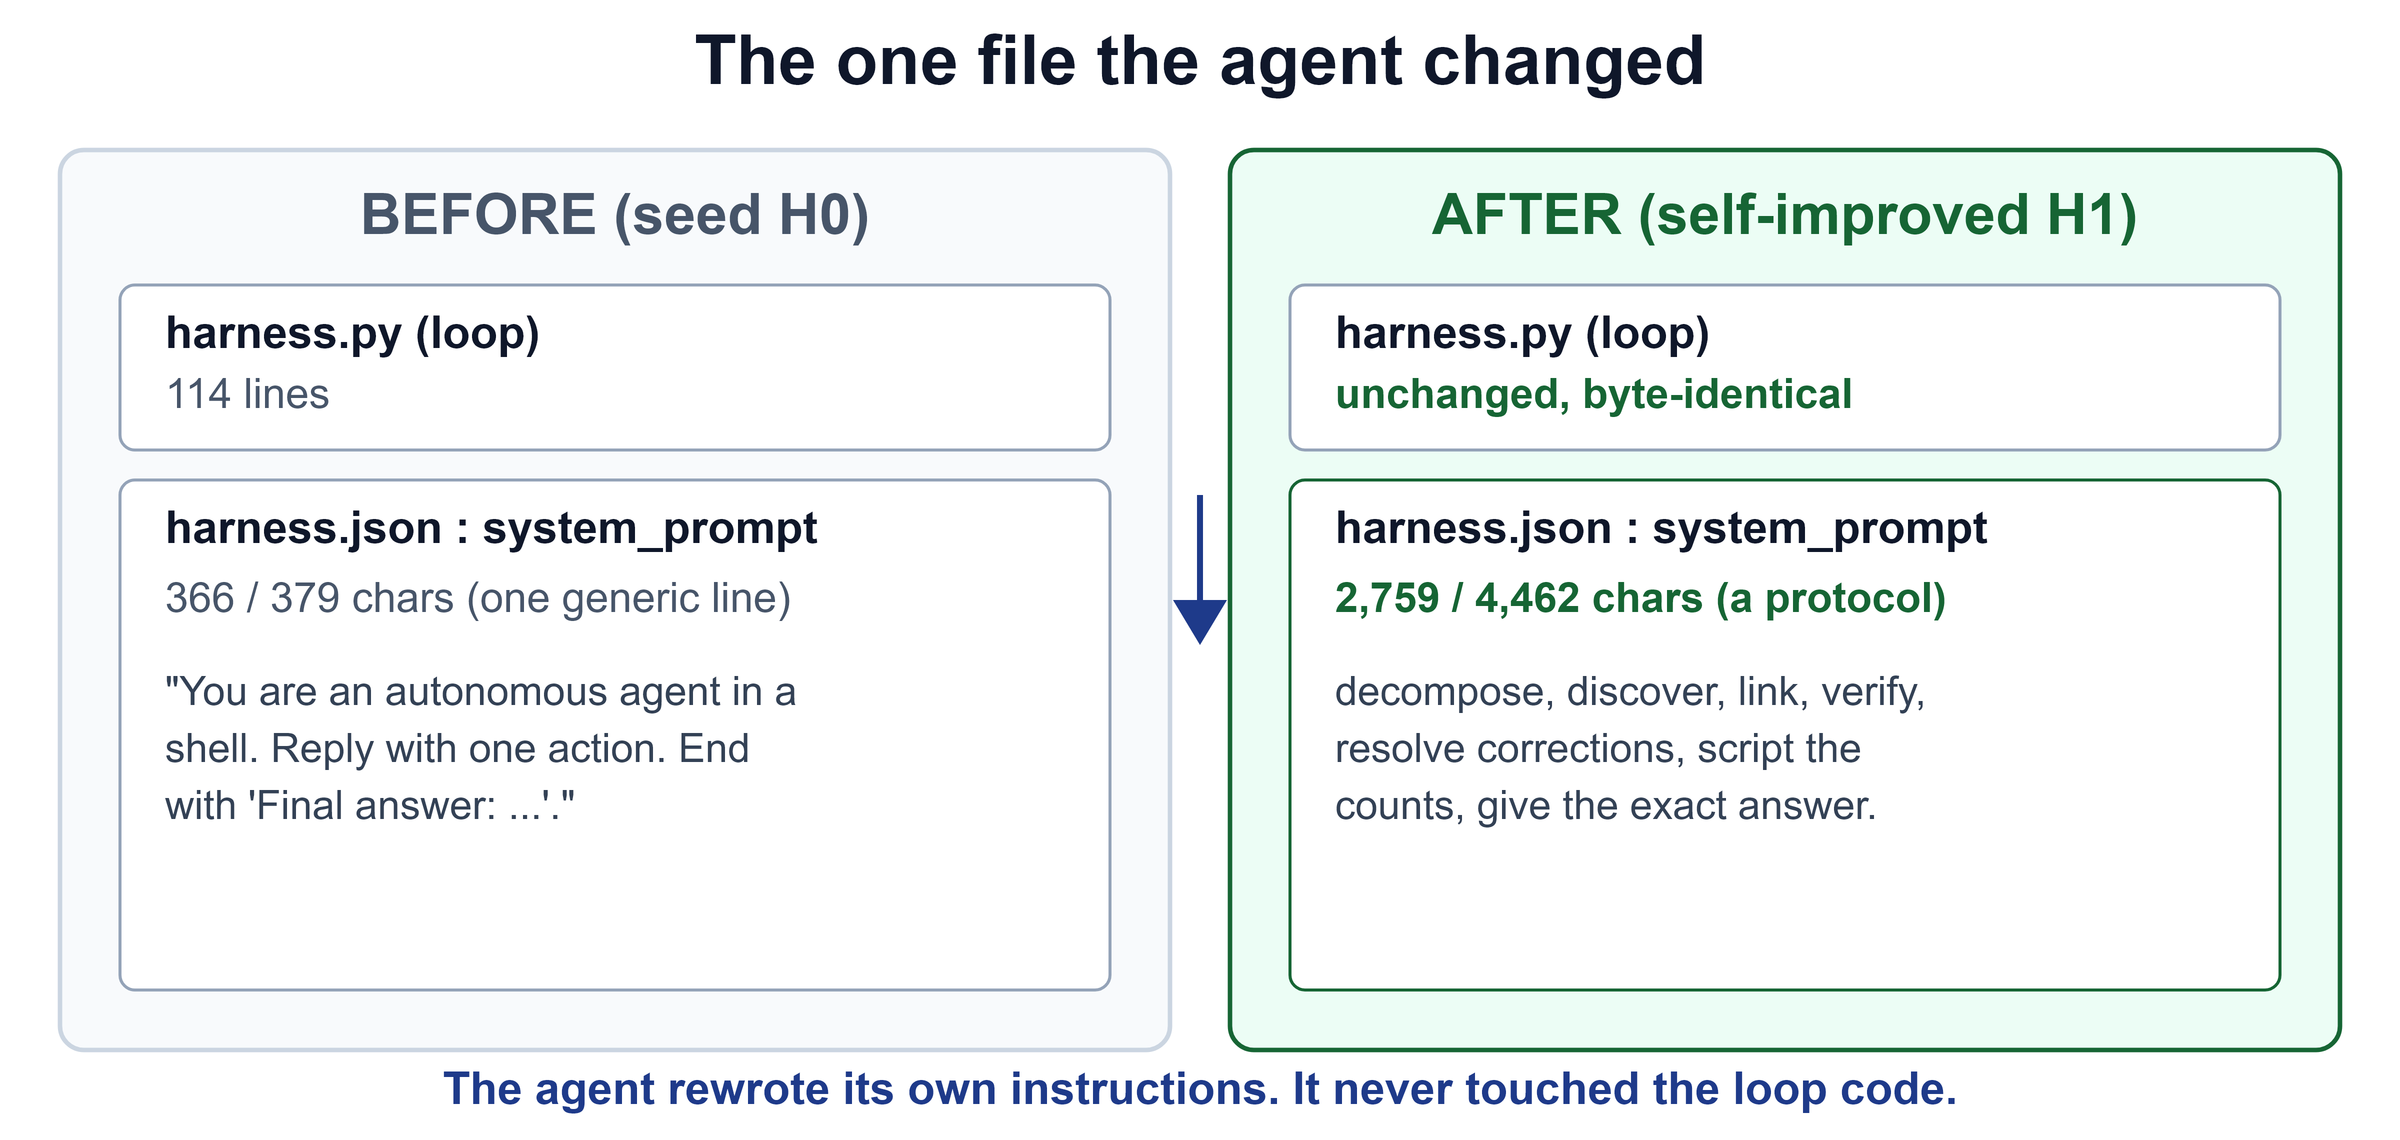 The one file the agent changed
BEFORE (seed H0)
harness.py (loop)
114 lines
harness.json : system_prompt
366 / 379 chars (one generic line)
"You are an autonomous agent in a
shell. Reply with one action. End
with 'Final answer: ...'."
AFTER (self-improved H1)
harness.py (loop)
unchanged, byte-identical
harness.json : system_prompt
2,759 / 4,462 chars (a protocol)
decompose, discover, link, verify,
resolve corrections, script the
counts, give the exact answer.
The agent rewrote its own instructions. It never touched the loop code.